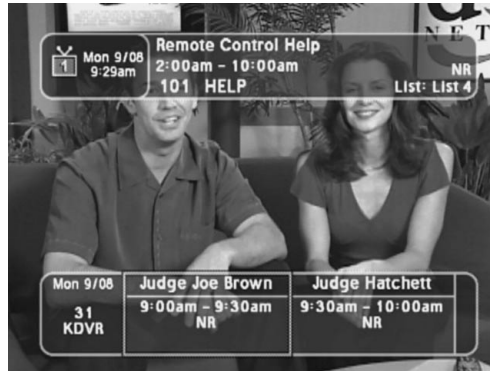 NET
1
Mon 9/08
9:29am
Remote Control Help
2:00am - 10:00am
101 HELP
NR
List: List 4
Mon 9/08
31
KDVR
Judge Joe Brown
9:00am - 9:30am
NR
Judge Hatchett
9:30am - 10:00am
NR